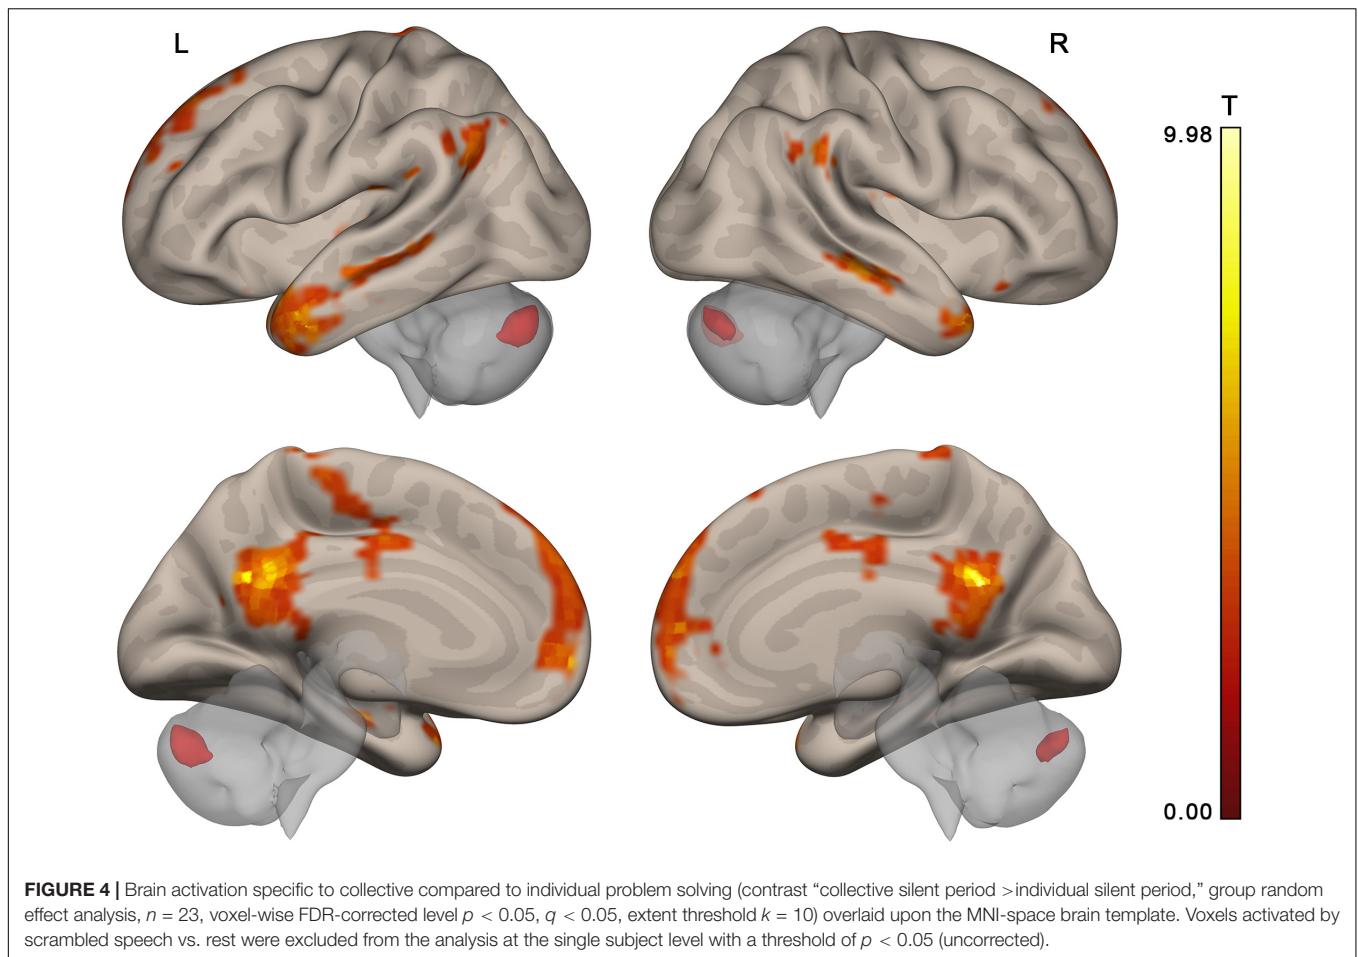 L
R
T
9.98
0.00
FIGURE 4 | Brain activation specific to collective compared to individual problem solving (contrast “collective silent period >individual silent period,” group random
effect analysis, n = 23, voxel-wise FDR-corrected level p < 0.05, q < 0.05, extent threshold k = 10) overlaid upon the MNI-space brain template. Voxels activated by
scrambled speech vs. rest were excluded from the analysis at the single subject level with a threshold of p < 0.05 (uncorrected).